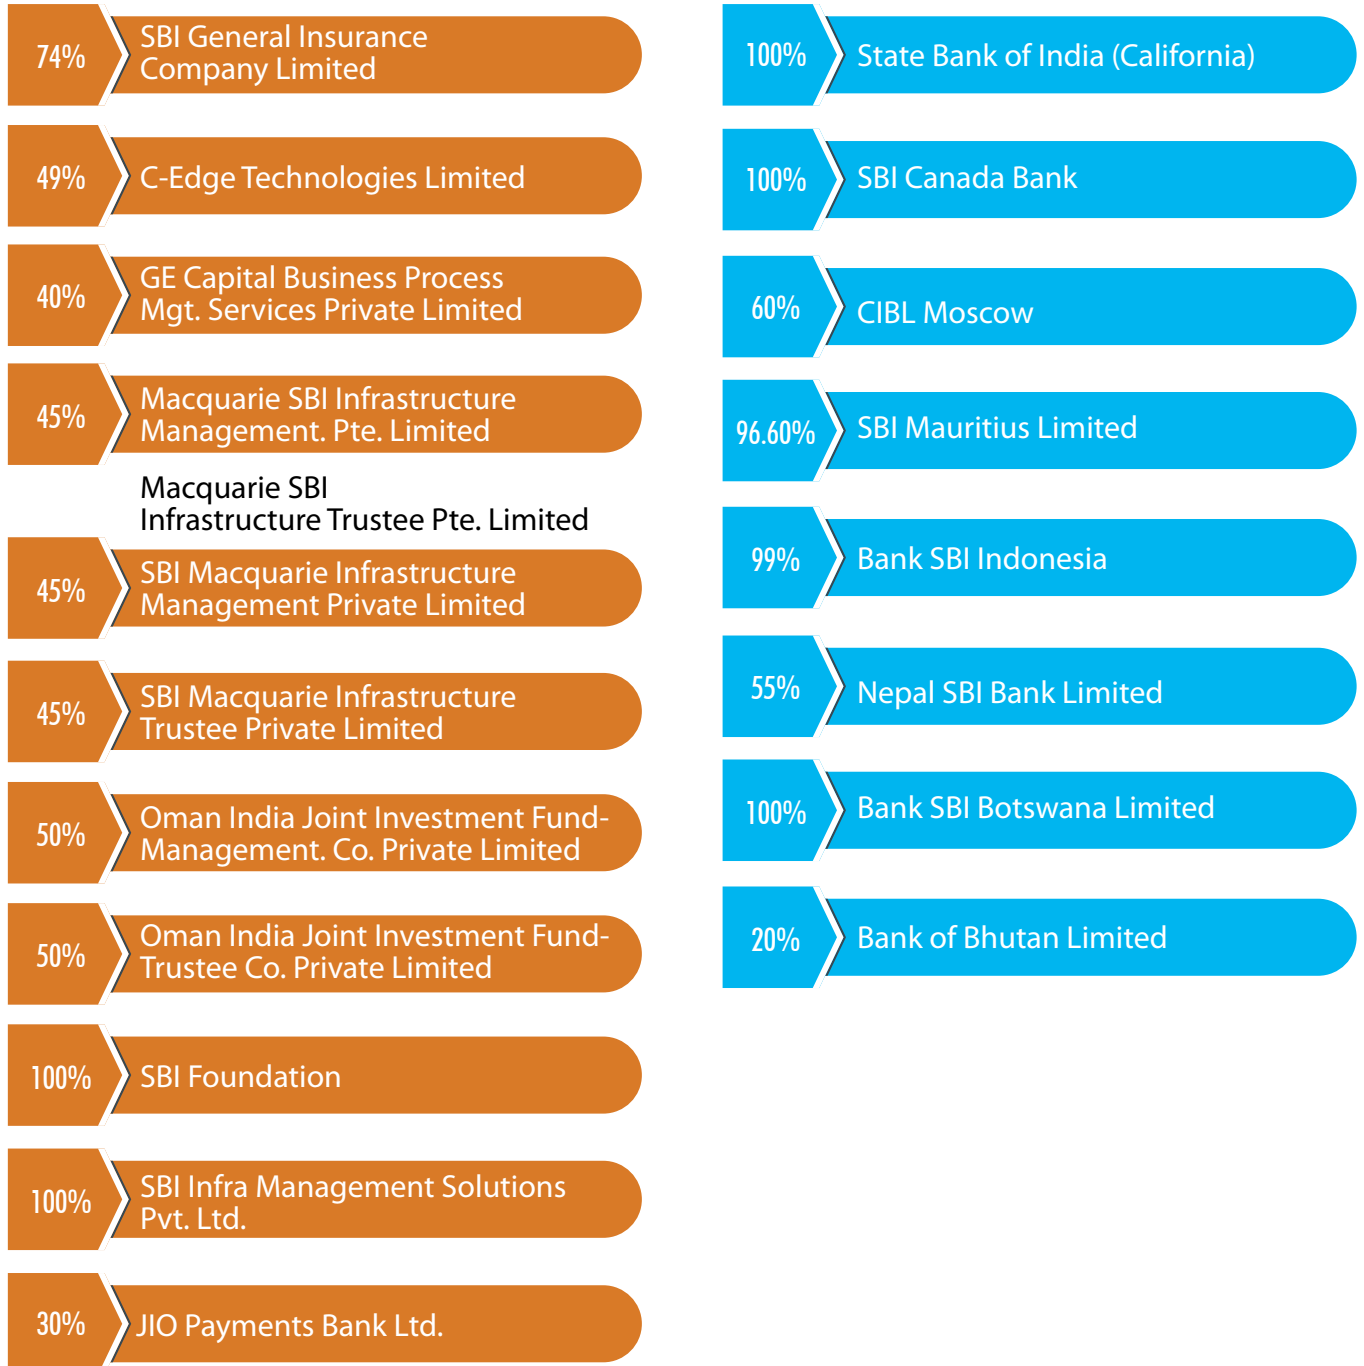 74%
SBI General Insurance
Company Limited
49%
C-Edge Technologies Limited
40%
GE Capital Business Process
Mgt. Services Private Limited
45%
Macquarie SBI Infrastructure
Management. Pte. Limited
Macquarie SBI
Infrastructure Trustee Pte. Limited
45%
SBI Macquarie Infrastructure
Management Private Limited
45%
SBI Macquarie Infrastructure
Trustee Private Limited
50%
Oman India Joint Investment Fund-
Management. Co. Private Limited
50%
Oman India Joint Investment Fund-
Trustee Co. Private Limited
100%
SBI Foundation
100%
SBI Infra Management Solutions
Pvt. Ltd.
30%
JIO Payments Bank Ltd.
100%
State Bank of India (California)
100%
SBI Canada Bank
60%
CIBL Moscow
96.60%
SBI Mauritius Limited
99%
Bank SBI Indonesia
55%
Nepal SBI Bank Limited
100%
Bank SBI Botswana Limited
20%
Bank of Bhutan Limited